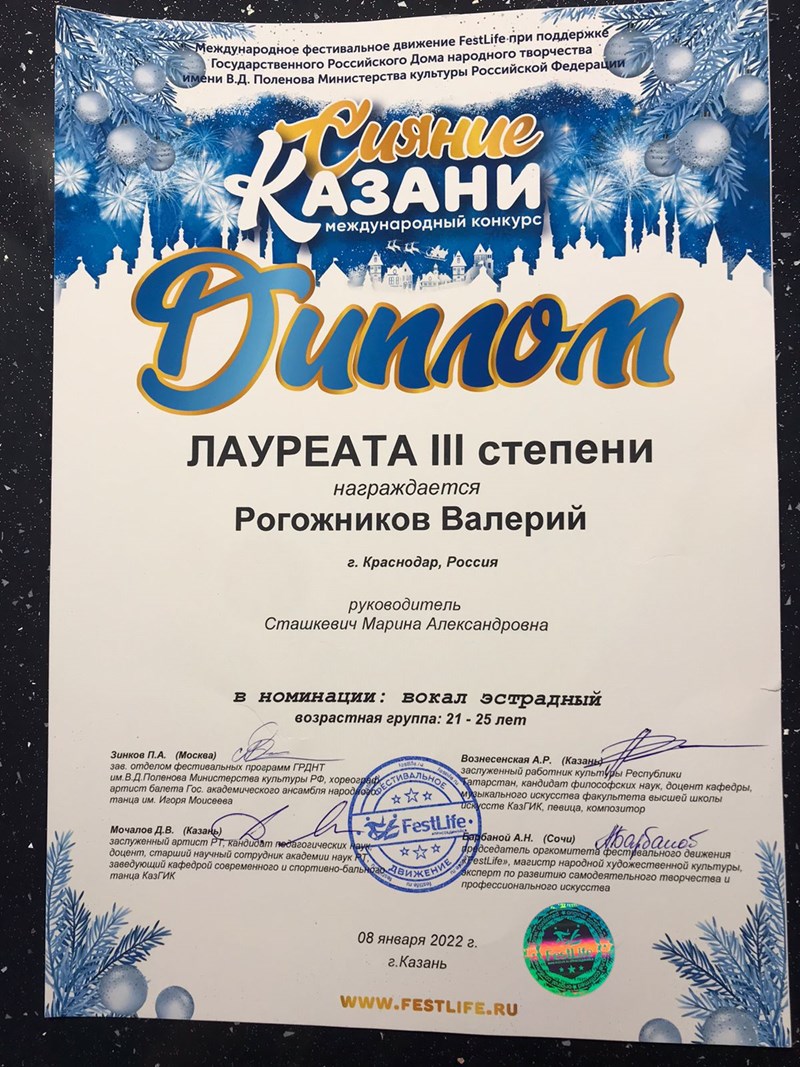 Международное фестивальное движение FestLife при поддержке
Государственного Российского Дома народного творчества
имени В.Д. Поленова Министерства культуры Российской Федерации
Сияние
Казани
международный конкурс
Диплом
ЛАУРЕАТА III степени
награждается
Рогожников Валерий
г. Краснодар, Россия
руководитель
Сташкевич Марина Александровна
в номинации: вокал эстрадный
возрастная группа: 21 - 25 лет
Зинков П.А. (Москва)
зав. отделом фестивальных программ ГРДНТ
им.В.Д.Поленова Министерства культуры РФ, хореограф,
артист балета Гос. академического ансамбля народного
танца им. Игоря Моисеева
Вознесенская А.Р. (Казань)
заслуженный работник культуры Республики
Татарстан, кандидат философских наук, доцент кафедры,
музыкального искусства факультета высшей школы
искусств КазГИК, певица, композитор
Мочалов Д.В. (Казань)
заслуженный артист РТ, кандидат педагогических наук,
доцент, старший научный сотрудник академии наук РТ,
заведующий кафедрой современного и спортивно-бального
танца КазГИК
Барбаной А.Н. (Сочи)
председатель оргкомитета фестивального движения
«FestLife», магистр народной художественной культуры,
эксперт по развитию самодеятельного творчества и
профессионального искусства
festlife.ru
ФЕСТИВАЛЬНОЕ
FestLife
ДВИЖЕНИЕ
festlife.ru
08 января 2022 г.
г.Казань
WWW.FESTLIFE.RU